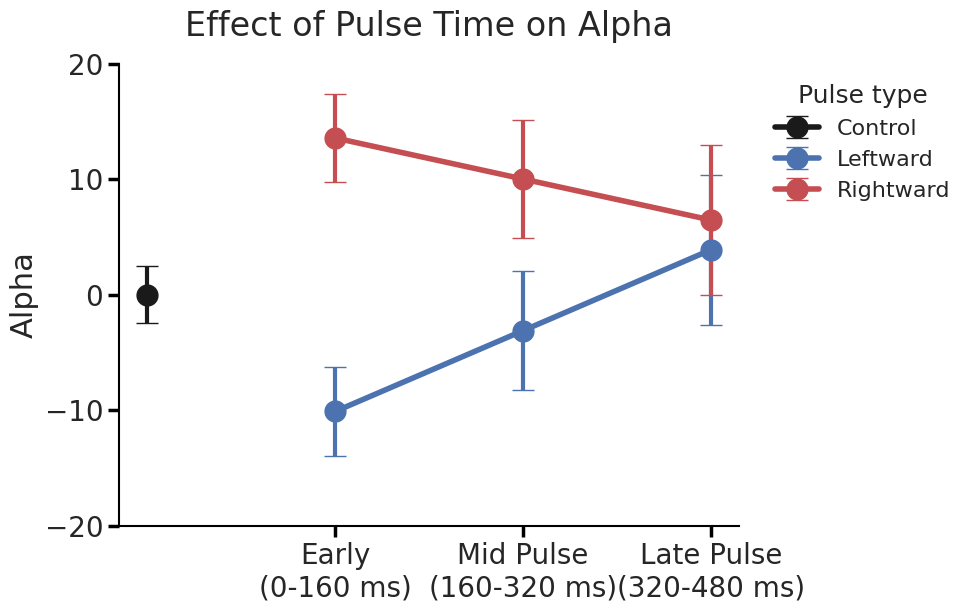 Effect of Pulse Time on Alpha
20
10
0
−10
−20
Alpha
Early
(0-160 ms)
Mid Pulse
(160-320 ms)
Late Pulse
(320-480 ms)
Pulse type
Control
Leftward
Rightward